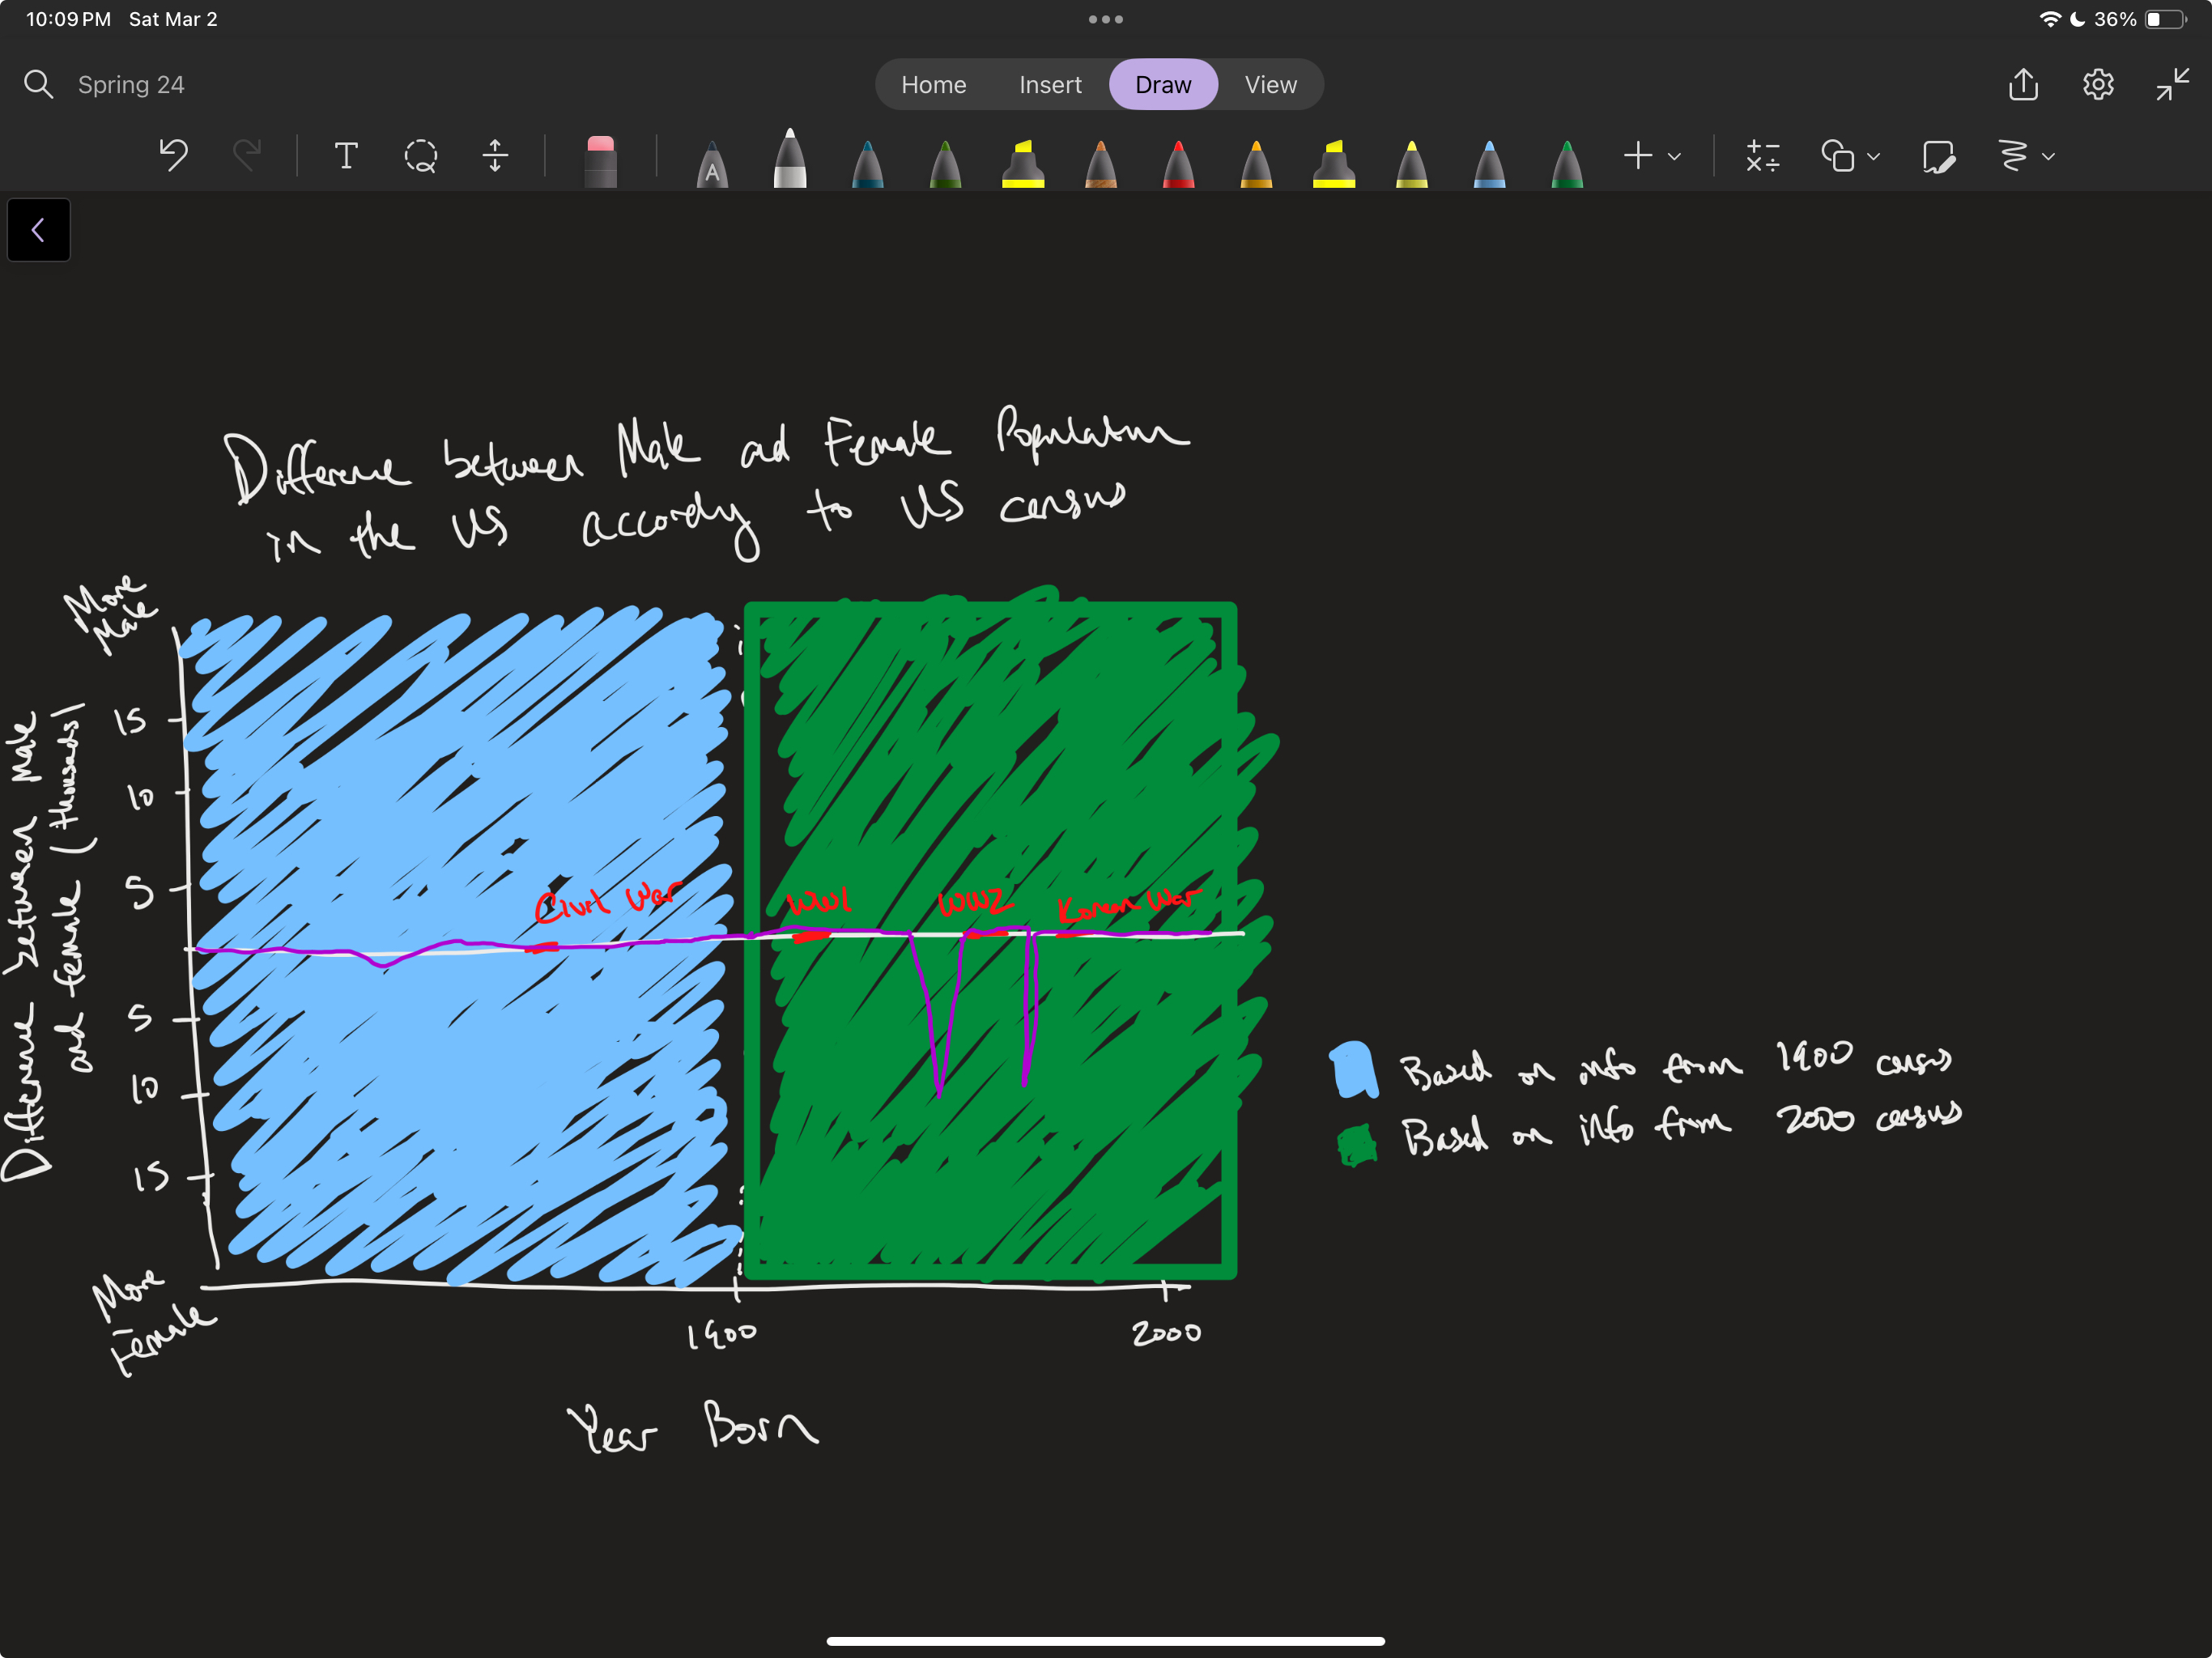 10:09 PM Sat Mar 2
36%
Spring 24
Home Insert Draw View
T
A
Difference between Male and Female Population
in the US according to US census
More
Male
Difference between Male
and female (thousands)
15
10
5
5
10
15
More
Female
Civil War
WW1
WW2
Korean War
1900
2000
Year Born
Based on info from 1900 census
Based on info from 2000 census